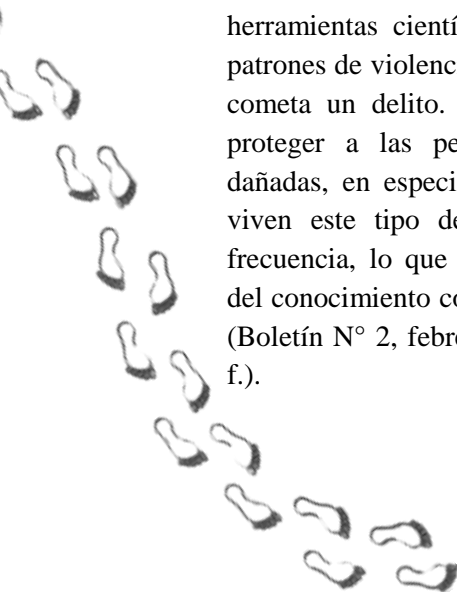 herramientas cientí
patrones de violenc
cometa un delito.
proteger a las pe
dañadas, en especi
viven este tipo de
frecuencia, lo que
del conocimiento co
(Boletín N° 2, febre
f.).